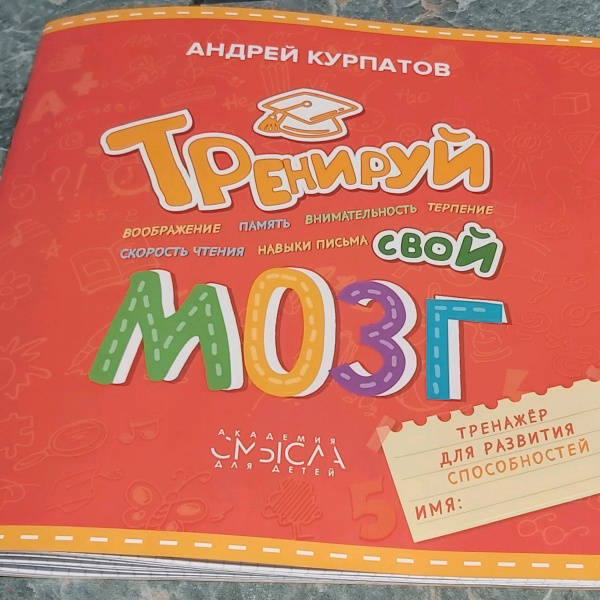 АНДРЕЙ КУРПАТОВ
ТРЕНИРУЙ
ВООБРАЖЕНИЕ ПАМЯТЬ ВНИМАТЕЛЬНОСТЬ ТЕРПЕНИЕ
СКОРОСТЬ ЧТЕНИЯ НАВЫКИ ПИСЬМА СВОЙ
МОЗГ
АКАДЕМИЯ
СМЫСЛА
ДЛЯ ДЕТЕЙ
ТРЕНАЖЁР
ДЛЯ РАЗВИТИЯ
СПОСОБНОСТЕЙ
ИМЯ: